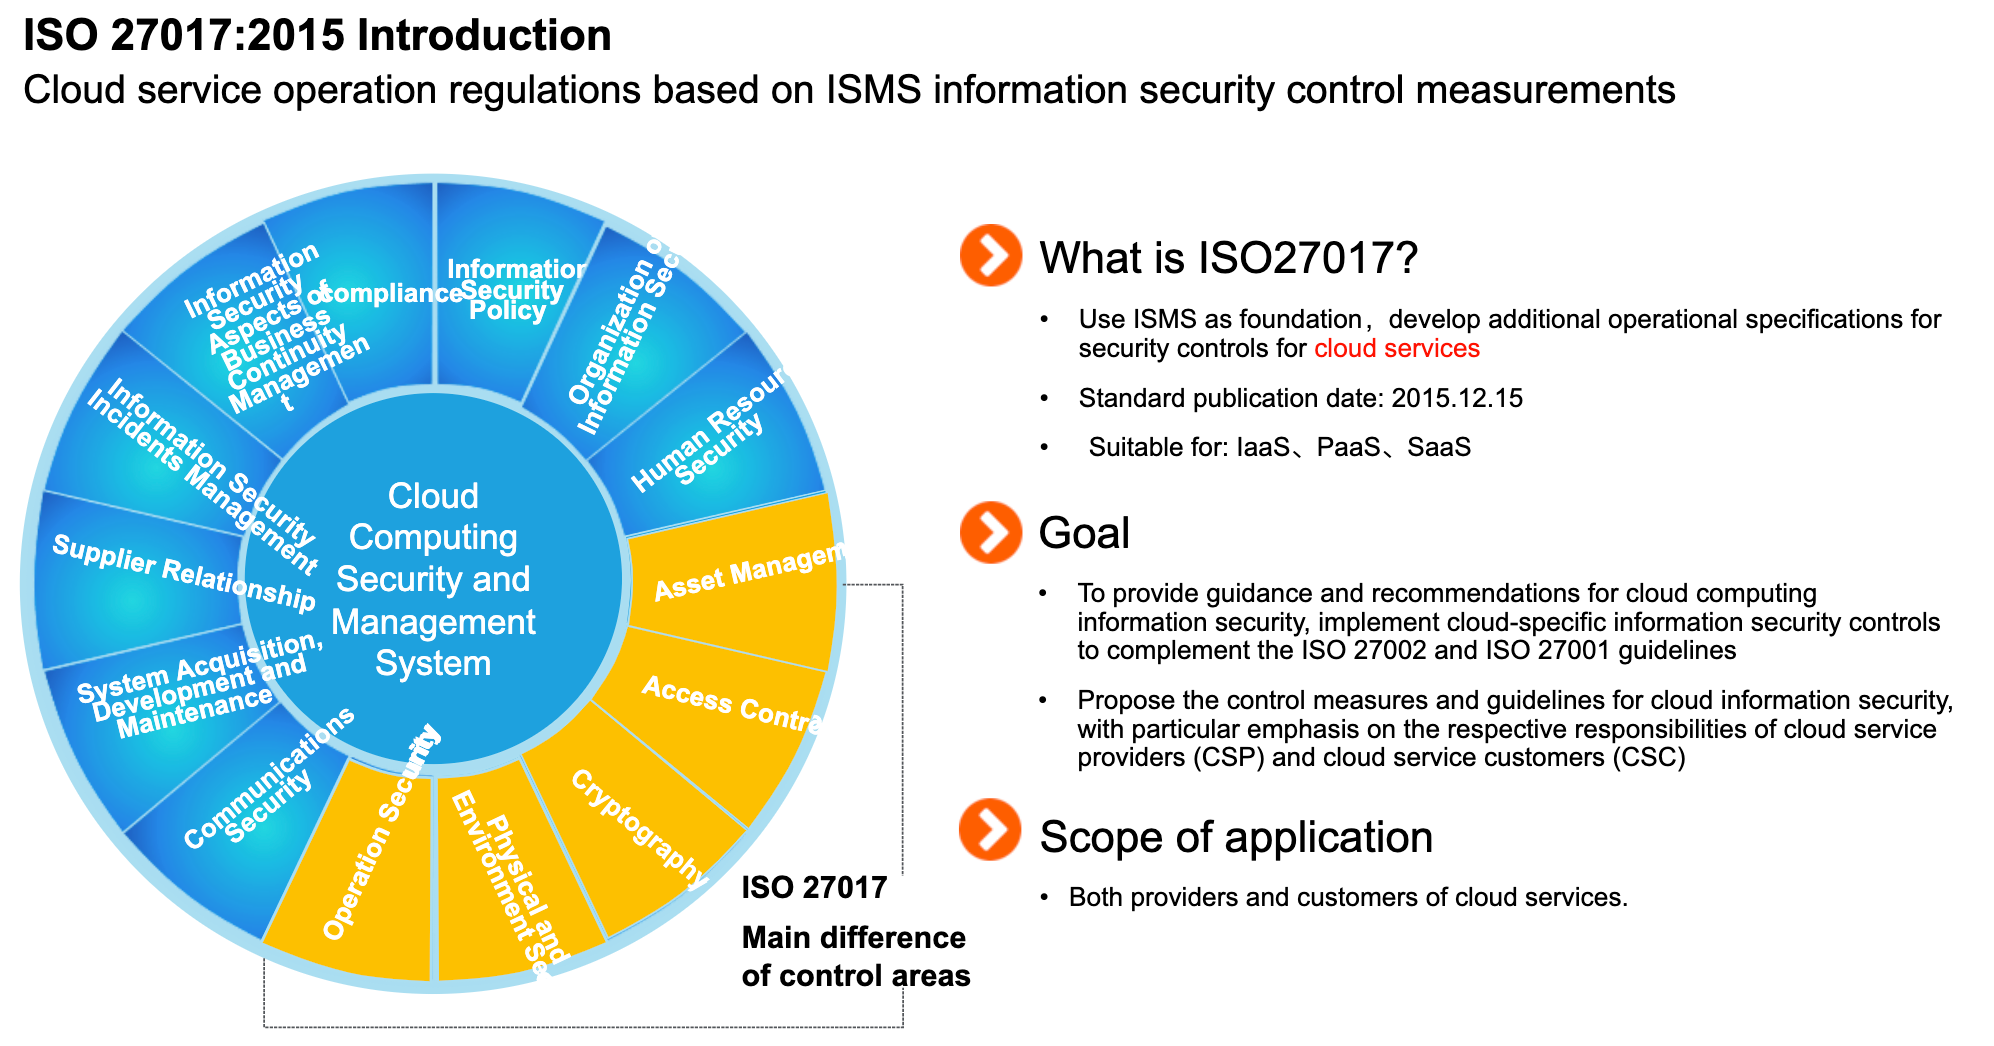 ISO 27017:2015 Introduction
Cloud service operation regulations based on ISMS information security control measurements
Information
Security
Policy
Organization o
Information Sec
Human Resour
Security
Asset Managem
Access Contra
Cryptography
Physical and
Environment Se
Operation Security
Communications
Security
System Acquisition,
Development and
Maintenance
Supplier Relationship
Information Security
Incidents Management
Information
Security
Aspects of
Business
Continuity
Managemen
t
compliance
Cloud
Computing
Security and
Management
System
ISO 27017
Main difference
of control areas
What is ISO27017?
• Use ISMS as foundation，develop additional operational specifications for
security controls for cloud services
• Standard publication date: 2015.12.15
• Suitable for: IaaS、PaaS、SaaS
Goal
• To provide guidance and recommendations for cloud computing
information security, implement cloud-specific information security controls
to complement the ISO 27002 and ISO 27001 guidelines
• Propose the control measures and guidelines for cloud information security,
with particular emphasis on the respective responsibilities of cloud service
providers (CSP) and cloud service customers (CSC)
Scope of application
• Both providers and customers of cloud services.